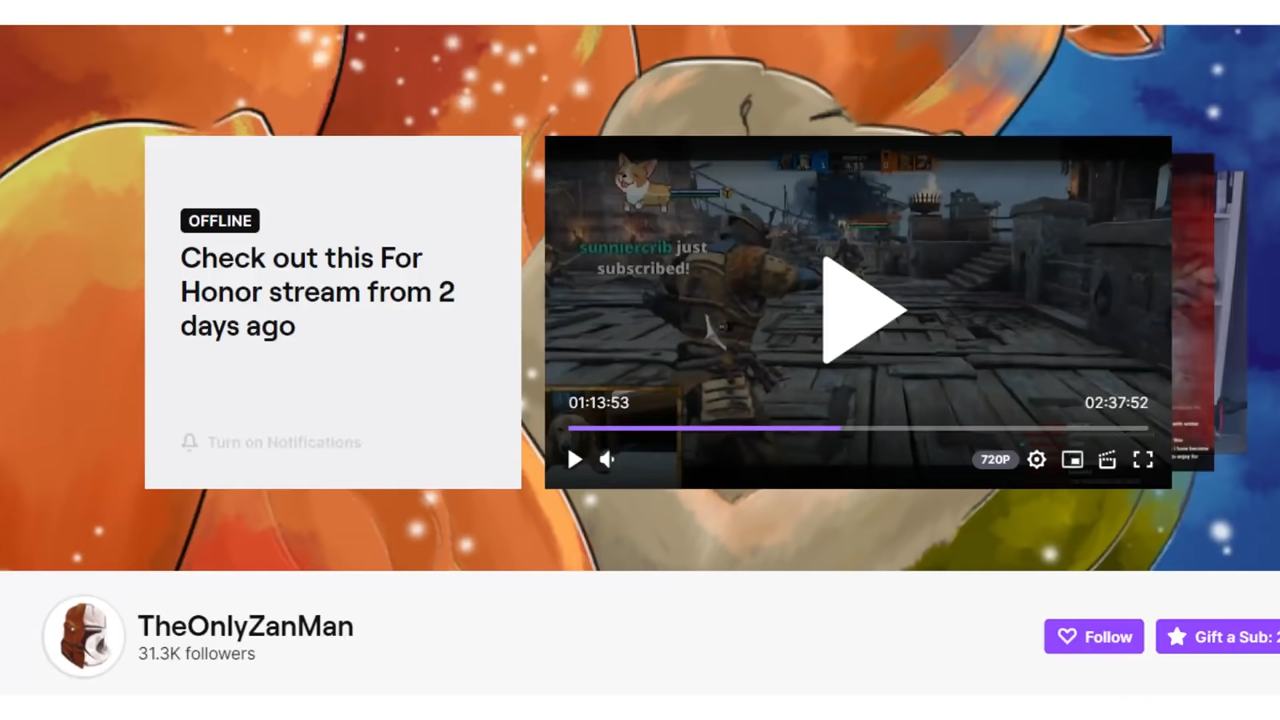 OFFLINE
Check out this For
Honor stream from 2
days ago
Turn on Notifications
sunniercrib just
subscribed!
01:13:53
02:37:52
720P
TheOnlyZanMan
31.3K followers
Follow
Gift a Sub: 2